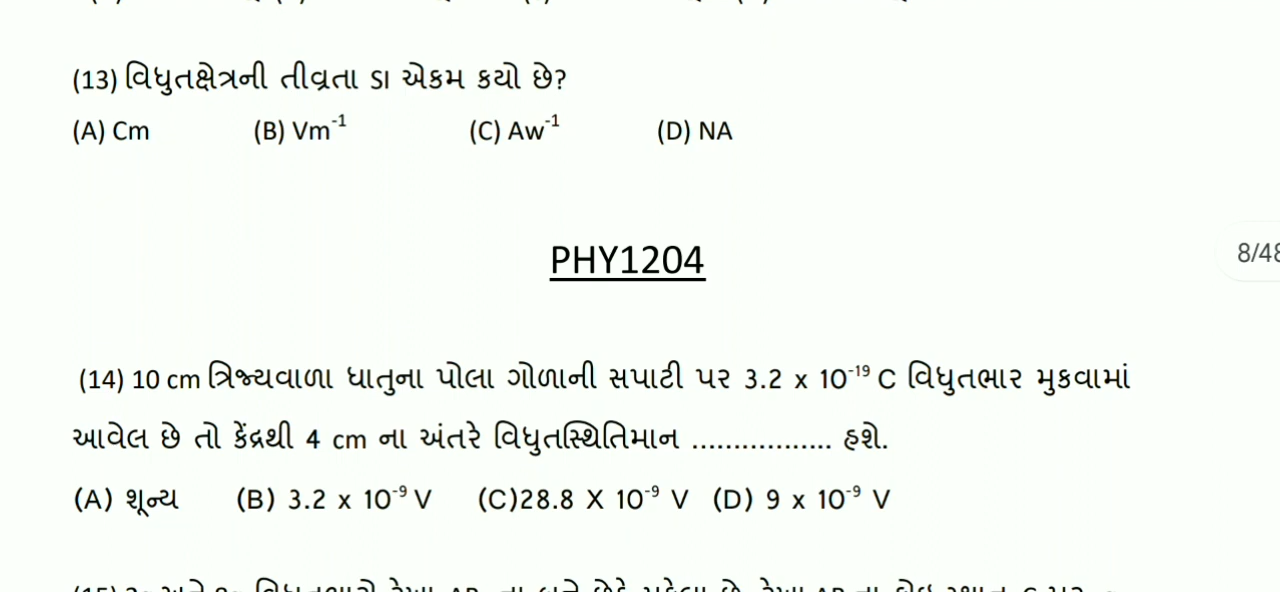 (13) વિધુતક્ષેત્રની તીવ્રતા SI એકમ કયો છે?
(A) Cm (B) Vm⁻¹ (C) Aw⁻¹ (D) NA
PHY1204
8/48
(14) 10 cm ત્રિજ્યવાળા ધાતુના પોલા ગોળાની સપાટી પર 3.2 x 10⁻¹⁹ C વિધુતભાર મુકવામાં
આવેલ છે તો કેંદ્રથી 4 cm ના અંતરે વિધુતસ્થિતિમાન ................. હશે.
(A) શૂન્ય (B) 3.2 x 10⁻⁹ V (C)28.8 X 10⁻⁹ V (D) 9 x 10⁻⁹ V